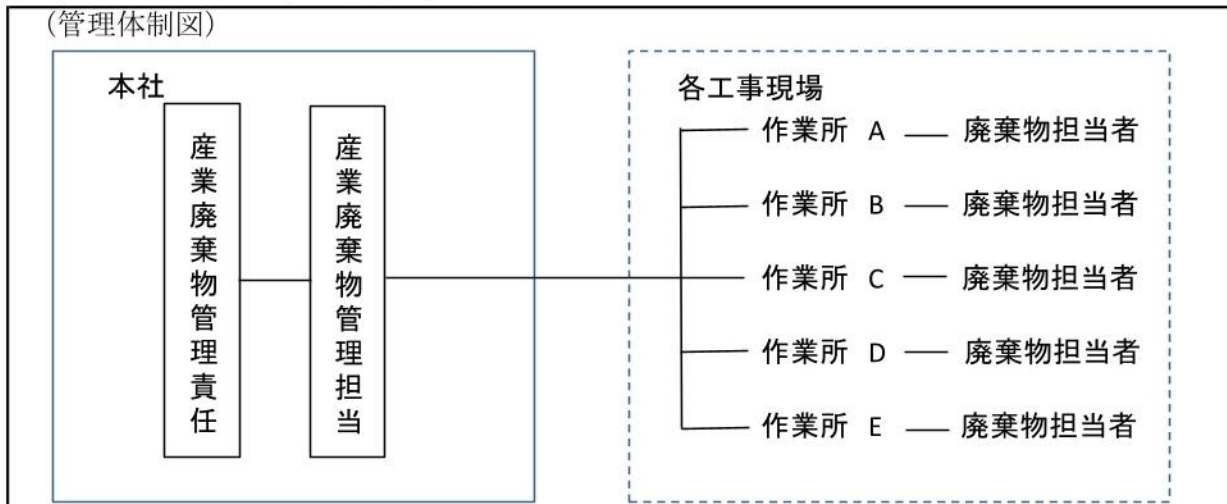 （管理体制図）
本社
産業廃棄物管理責任
産業廃棄物管理担当
各工事現場
作業所 A 廃棄物担当者
作業所 B 廃棄物担当者
作業所 C 廃棄物担当者
作業所 D 廃棄物担当者
作業所 E 廃棄物担当者